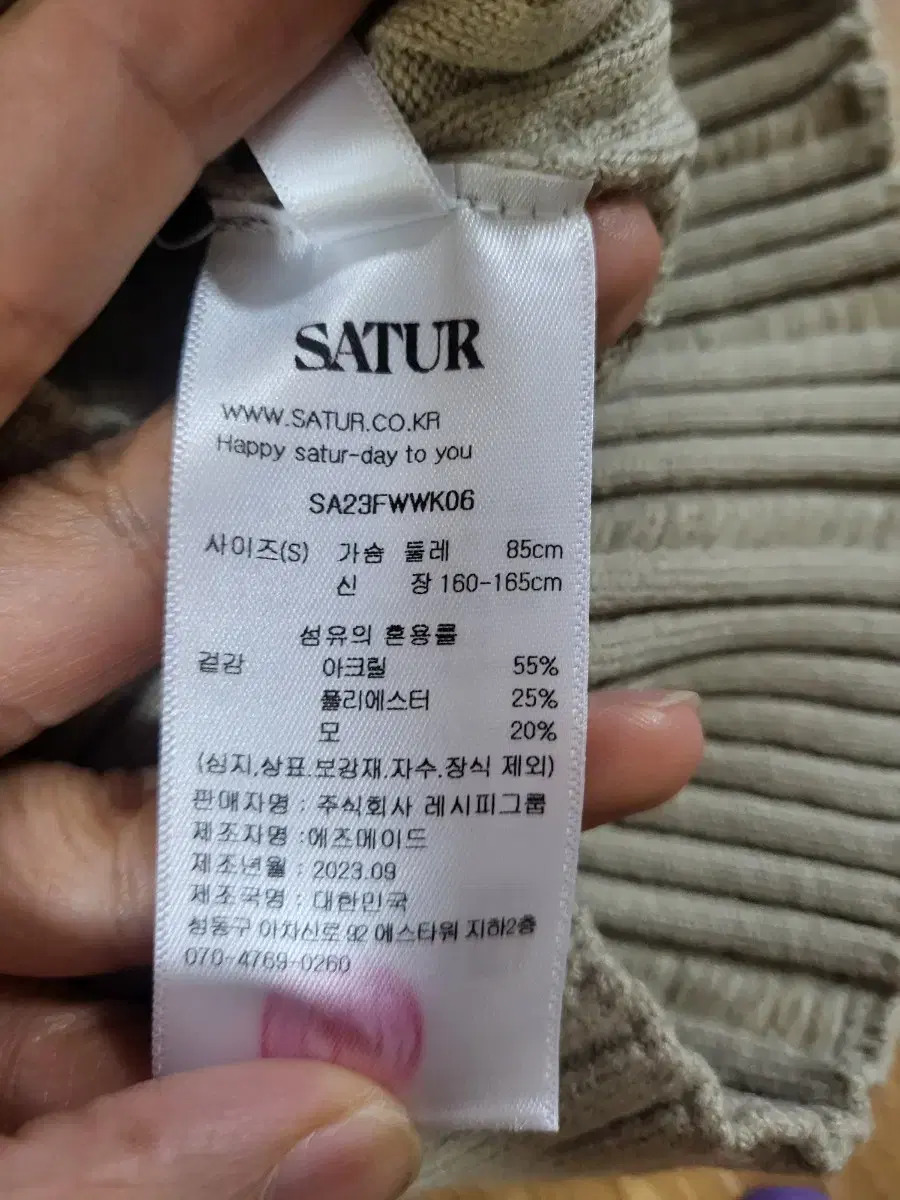 SATUR
WWW.SATUR.CO.KR
Happy satur-day to you
SA23FWWK06
사이즈(S) 가슴 둘레 85cm
신 장 160-165cm
섬유의 혼용률
겉감 아크릴 55%
폴리에스터 25%
모 20%
(심지,상표,보강재,자수,장식 제외)
판매자명 : 주식회사 레시피그룹
제조자명 :에즈메이드
제조년월 : 2023.09
제조국명 : 대한민국
성동구 아차산로 92 에스타워 지하2층
070-4769-0260